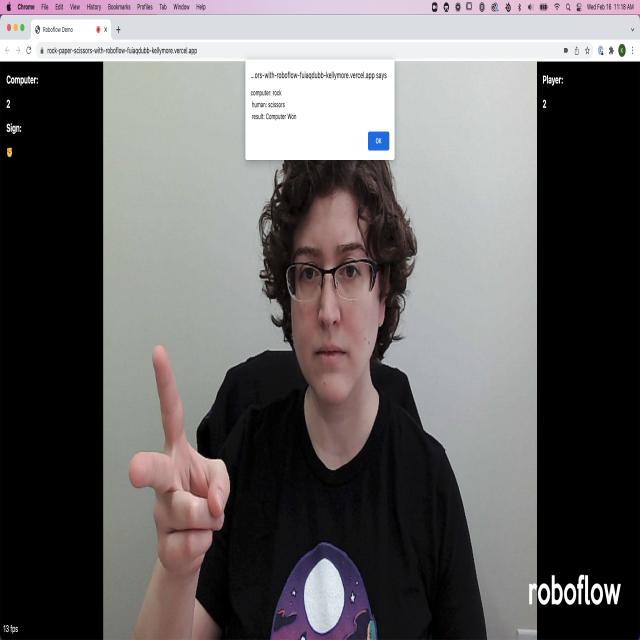 Chrome File Edit View History Bookmarks Profiles Tab Window Help
Wed Feb 16 11:18 AM
Roboflow Demo
rock-paper-scissors-with-roboflow-fuiaqdubb-kellymore.vercel.app
...ors-with-roboflow-fuiaqdubb-kellymore.vercel.app says
computer: rock
human: scissors
result: Computer Won
OK
Computer:
2
Sign:
Player:
2
roboflow
13 fps